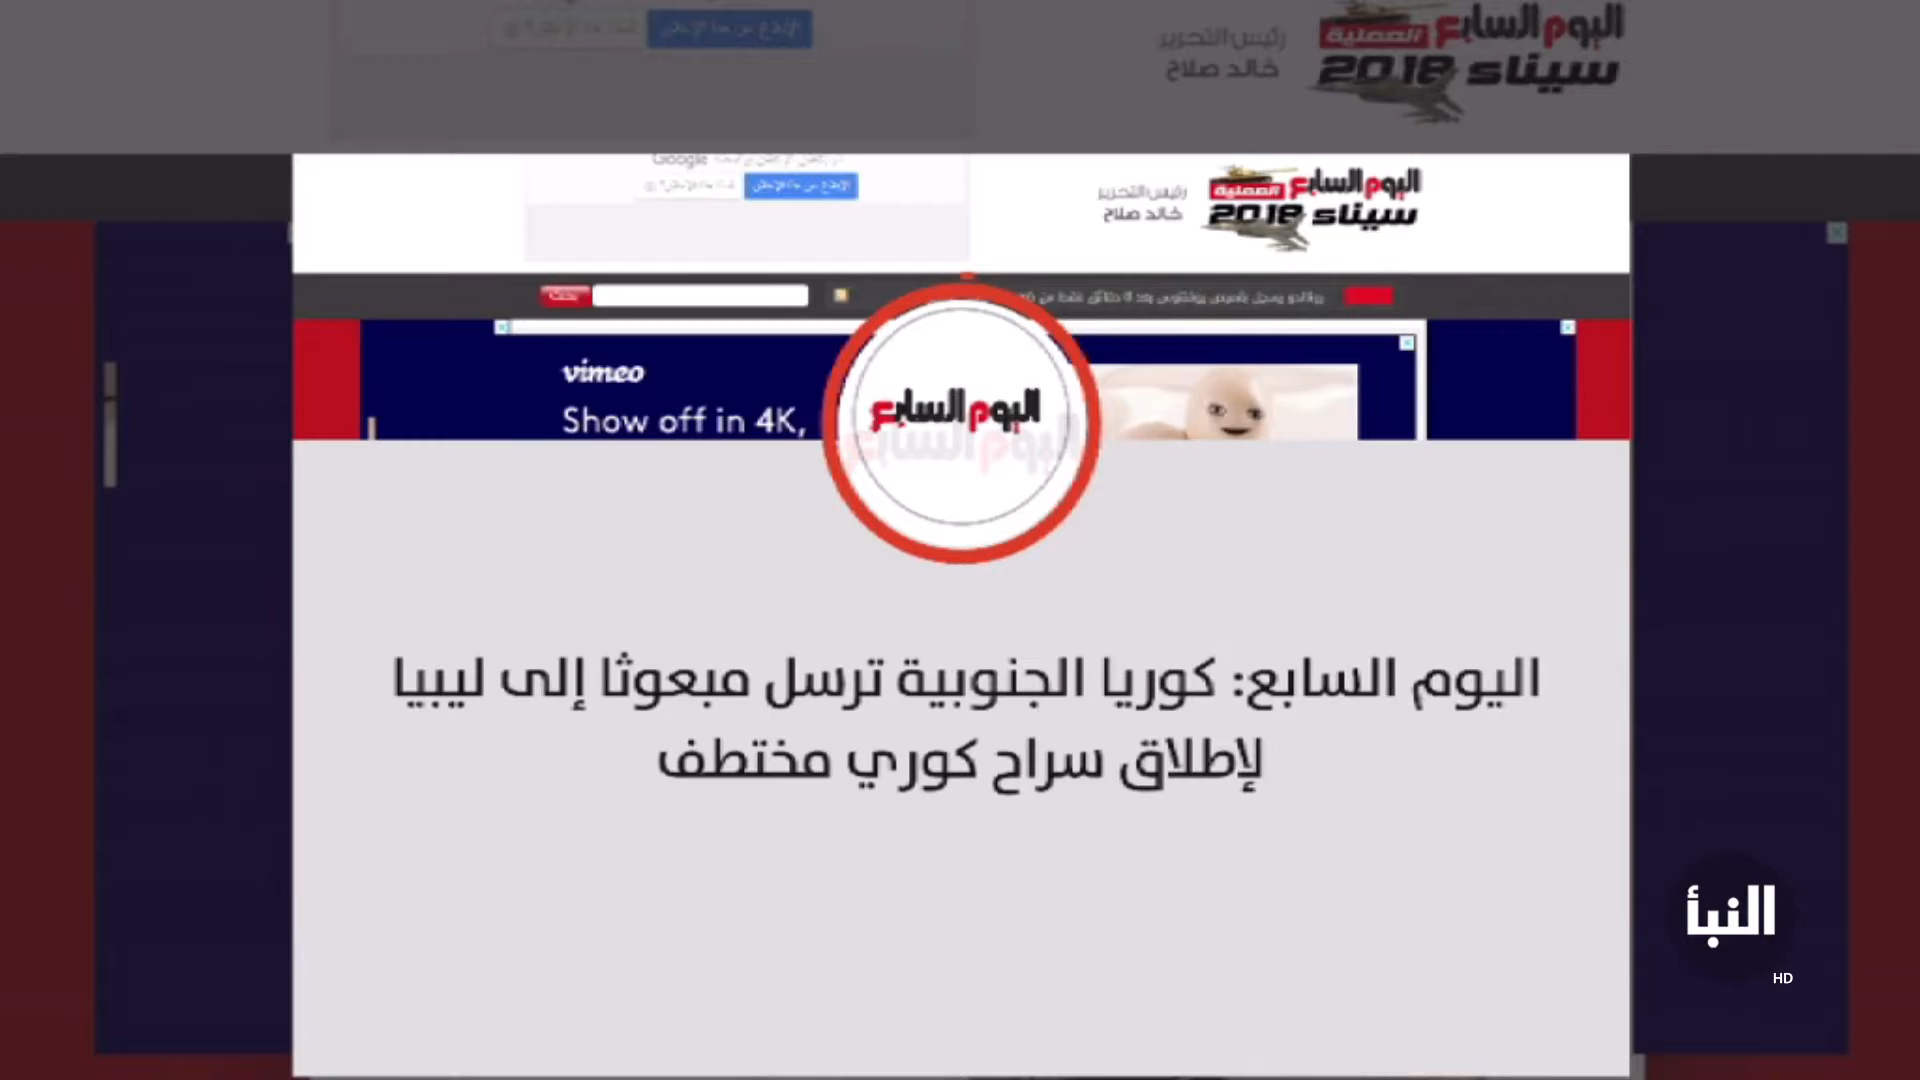 اليوم السابع العملية
سيناء 2018
رئيس التحرير
خالد صلاح
Google
اليوم السابع العملية
سيناء 2018
رئيس التحرير
خالد صلاح
بحث
vimeo
Show off in 4K,
اليوم السابع
اليوم السابع: كوريا الجنوبية ترسل مبعوثا إلى ليبيا
لإطلاق سراح كوري مختطف
النبأ
HD